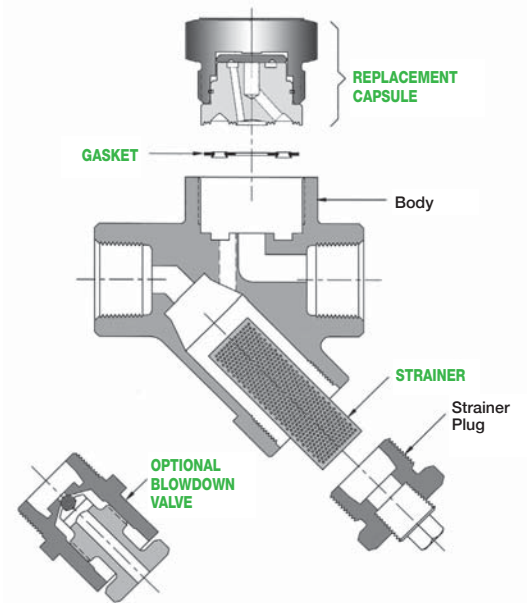 REPLACEMENT
CAPSULE
GASKET
Body
STRAINER
Strainer
Plug
OPTIONAL
BLOWDOWN
VALVE